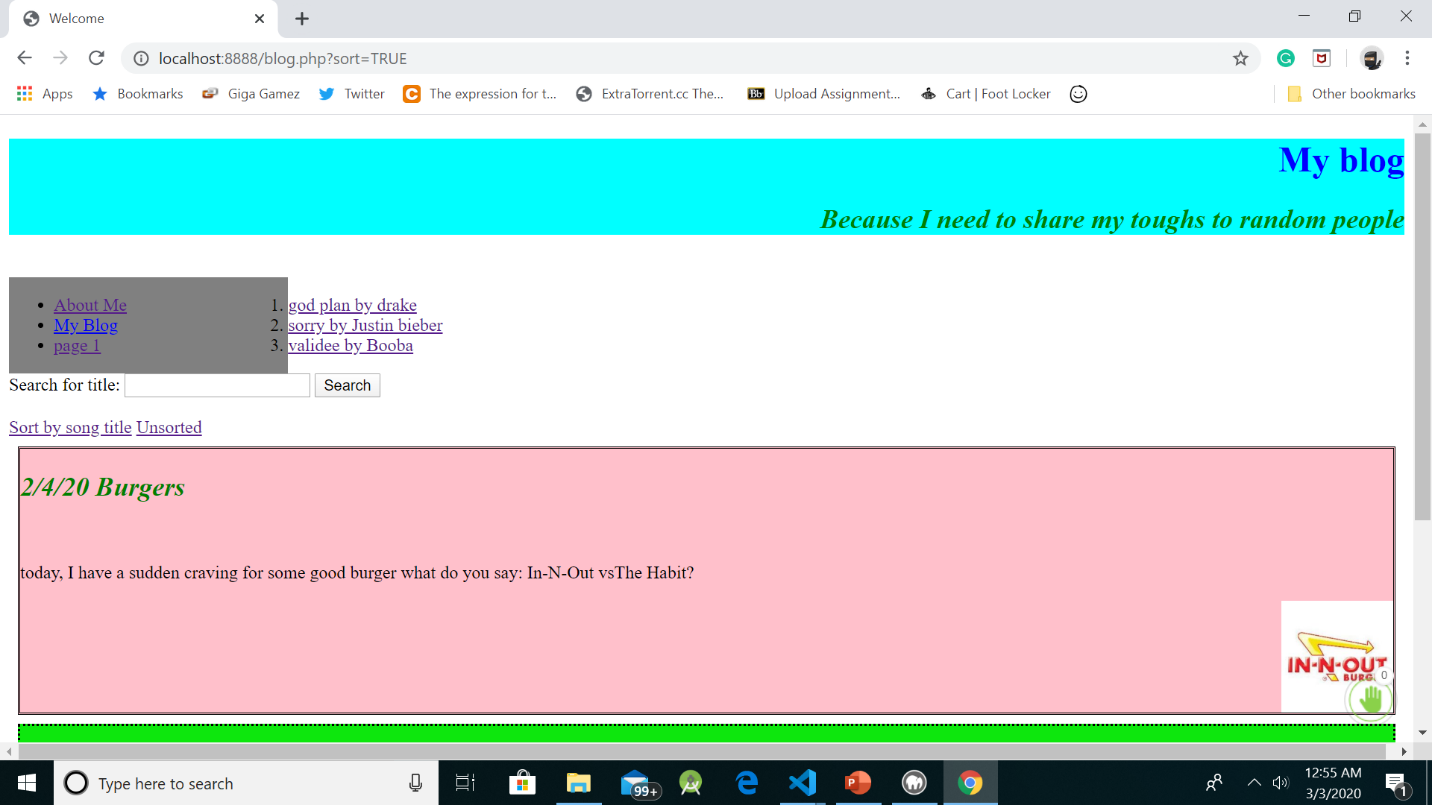 Welcome
localhost:8888/blog.php?sort=TRUE
Apps Bookmarks Giga Gamez Twitter The expression for t... ExtraTorrent.cc The... Bb Upload Assignment... Cart | Foot Locker Other bookmarks
My blog
Because I need to share my toughs to random people
About Me
My Blog
page 1
1. god plan by drake
2. sorry by Justin bieber
3. validee by Booba
Search for title: Search
Sort by song title Unsorted
2/4/20 Burgers
today, I have a sudden craving for some good burger what do you say: In-N-Out vsThe Habit?
IN-N-OUT
BURG
0
Type here to search
99+
12:55 AM
3/3/2020
1